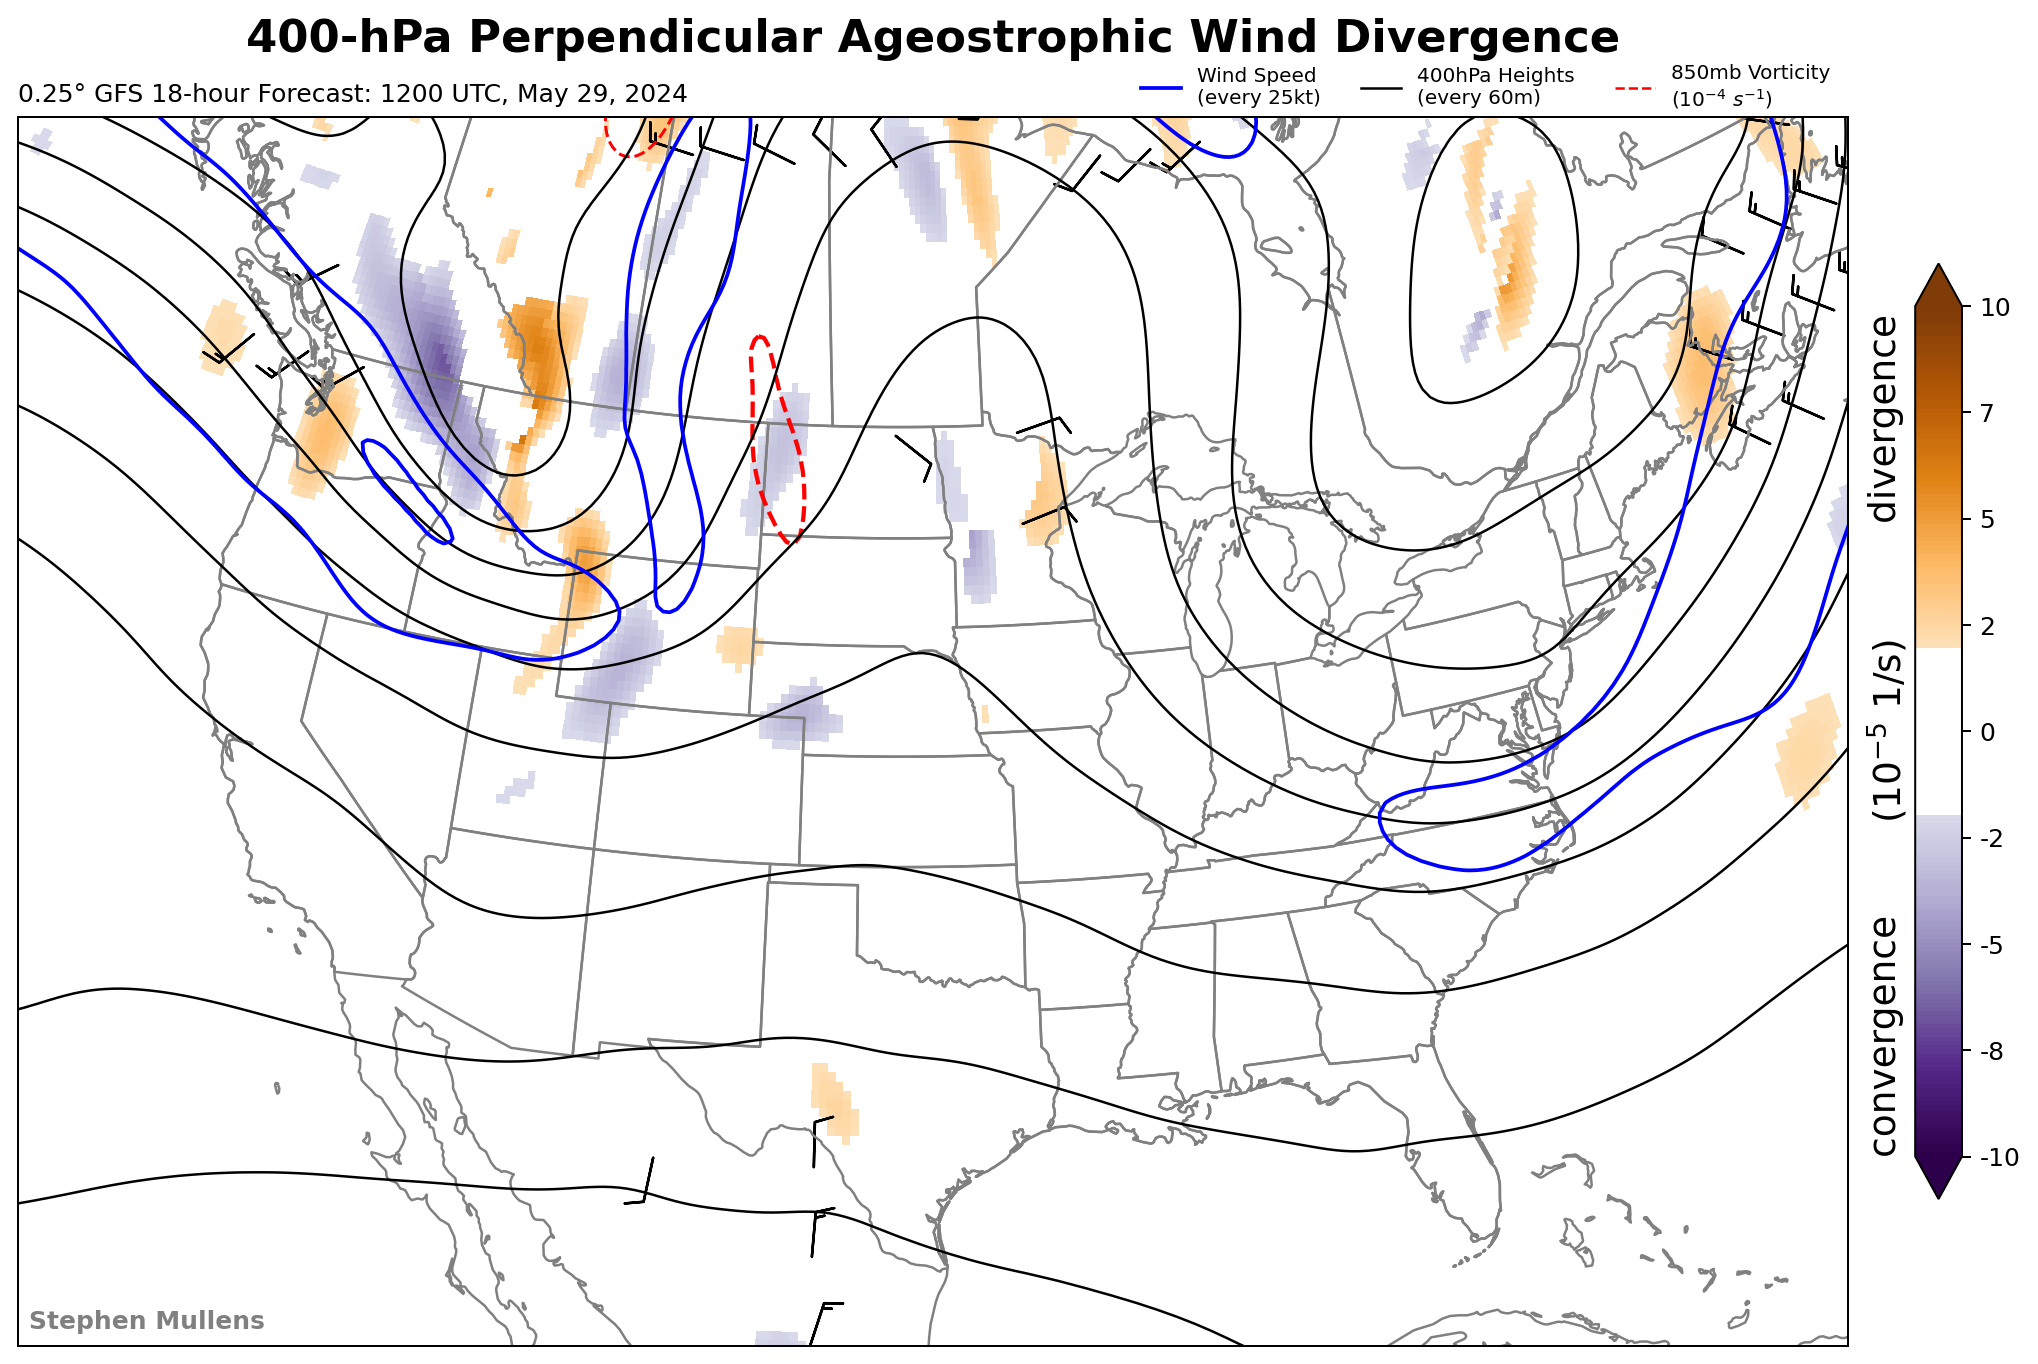 400-hPa Perpendicular Ageostrophic Wind Divergence
0.25° GFS 18-hour Forecast: 1200 UTC, May 29, 2024
Wind Speed
(every 25kt)
400hPa Heights
(every 60m)
850mb Vorticity
(10⁻⁴ s⁻¹)
10
7
5
2
0
-2
-5
-8
-10
convergence (10⁻⁵ 1/s) divergence
Stephen Mullens